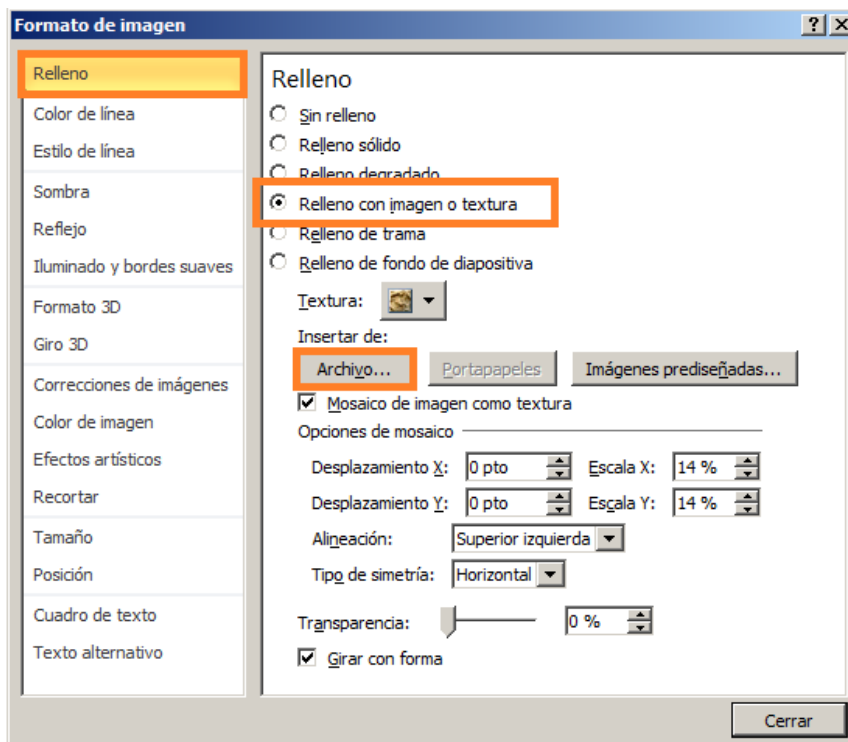 Formato de imagen
Relleno
Color de línea
Estilo de línea
Sombra
Reflejo
Iluminado y bordes suaves
Formato 3D
Giro 3D
Correcciones de imágenes
Color de imagen
Efectos artísticos
Recortar
Tamaño
Posición
Cuadro de texto
Texto alternativo
Relleno
Sin relleno
Relleno sólido
Relleno degradado
Relleno con imagen o textura
Relleno de trama
Relleno de fondo de diapositiva
Textura:
Insertar de:
Archivo... Portapapeles Imágenes prediseñadas...
Mosaico de imagen como textura
Opciones de mosaico
Desplazamiento X: 0 pto Escala X: 14 %
Desplazamiento Y: 0 pto Escala Y: 14 %
Alineación: Superior izquierda
Tipo de simetría: Horizontal
Transparencia: 0 %
Girar con forma
Cerrar